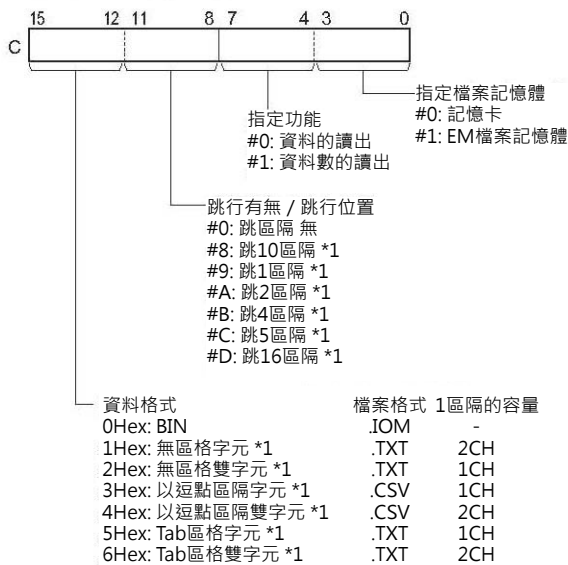 15 12 11 8 7 4 3 0
C
指定檔案記憶體
#0: 記憶卡
#1: EM檔案記憶體
指定功能
#0: 資料的讀出
#1: 資料數的讀出
跳行有無 / 跳行位置
#0: 跳區隔 無
#8: 跳10區隔 *1
#9: 跳1區隔 *1
#A: 跳2區隔 *1
#B: 跳4區隔 *1
#C: 跳5區隔 *1
#D: 跳16區隔 *1
資料格式 檔案格式 1區隔的容量
0Hex: BIN .IOM -
1Hex: 無區格字元 *1 .TXT 2CH
2Hex: 無區格雙字元 *1 .TXT 1CH
3Hex: 以逗點區隔字元 *1 .CSV 1CH
4Hex: 以逗點區隔雙字元 *1 .CSV 2CH
5Hex: Tab區格字元 *1 .TXT 1CH
6Hex: Tab區格雙字元 *1 .TXT 2CH